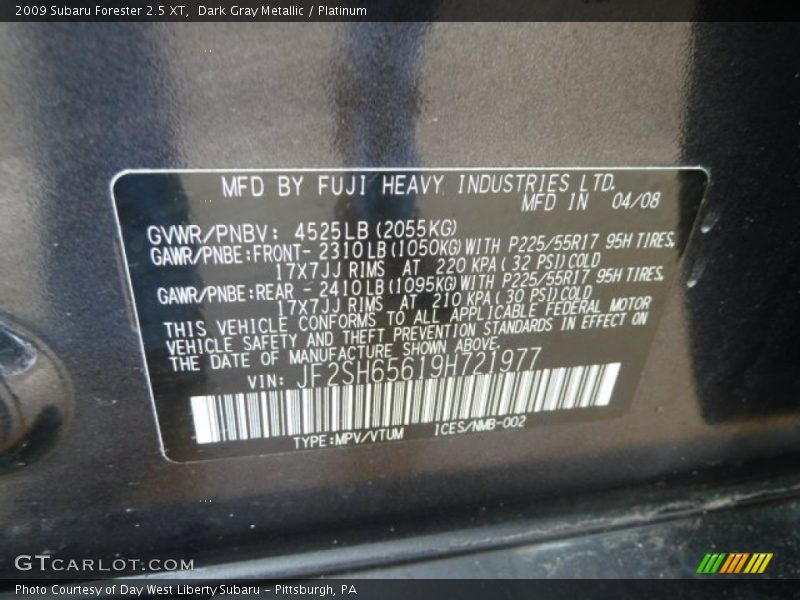 2009 Subaru Forester 2.5 XT, Dark Gray Metallic / Platinum
MFD BY FUJI HEAVY INDUSTRIES LTD.
MFD IN 04/08
GVWR/PNBV: 4525LB (2055KG)
GAWR/PNBE:FRONT- 2310LB (1050KG) WITH P225/55R17 95H TIRES,
17X7JJ RIMS AT 220 KPA ( 32 PSI) COLD
GAWR/PNBE:REAR - 2410LB (1095KG) WITH P225/55R17 95H TIRES,
17X7JJ RIMS AT 210 KPA ( 30 PSI) COLD
THIS VEHICLE CONFORMS TO ALL APPLICABLE FEDERAL MOTOR
VEHICLE SAFETY AND THEFT PREVENTION STANDARDS IN EFFECT ON
THE DATE OF MANUFACTURE SHOWN ABOVE.
VIN: JF2SH65619H721977
TYPE:MPV/VTUM ICES/NMB-002
GTcarlot.com
Photo Courtesy of Day West Liberty Subaru - Pittsburgh, PA